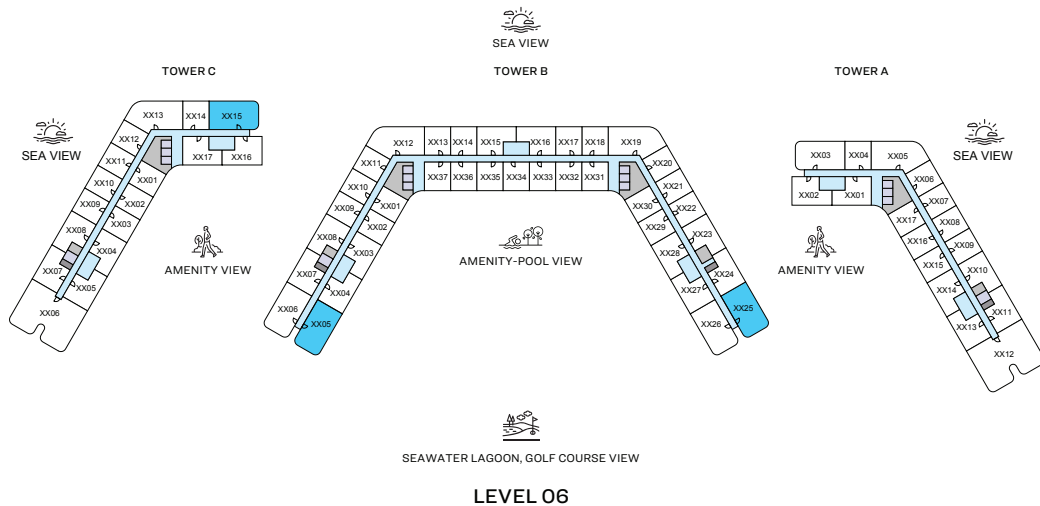 SEA VIEW
TOWER C
TOWER B
TOWER A
SEA VIEW
SEA VIEW
XX13
XX14
XX15
XX12
XX11
XX10
XX09
XX08
XX07
XX06
XX17
XX16
XX01
XX02
XX03
XX04
XX05
AMENITY VIEW
XX12
XX13
XX14
XX15
XX16
XX17
XX18
XX19
XX11
XX10
XX09
XX08
XX07
XX06
XX37
XX36
XX35
XX34
XX33
XX32
XX31
XX01
XX02
XX03
XX04
XX05
XX20
XX21
XX22
XX23
XX24
XX25
XX30
XX29
XX28
XX27
XX26
AMENITY-POOL VIEW
XX03
XX04
XX05
XX02
XX01
XX06
XX07
XX08
XX09
XX10
XX11
XX12
XX17
XX16
XX15
XX14
XX13
AMENITY VIEW
SEAWATER LAGOON, GOLF COURSE VIEW
LEVEL 06